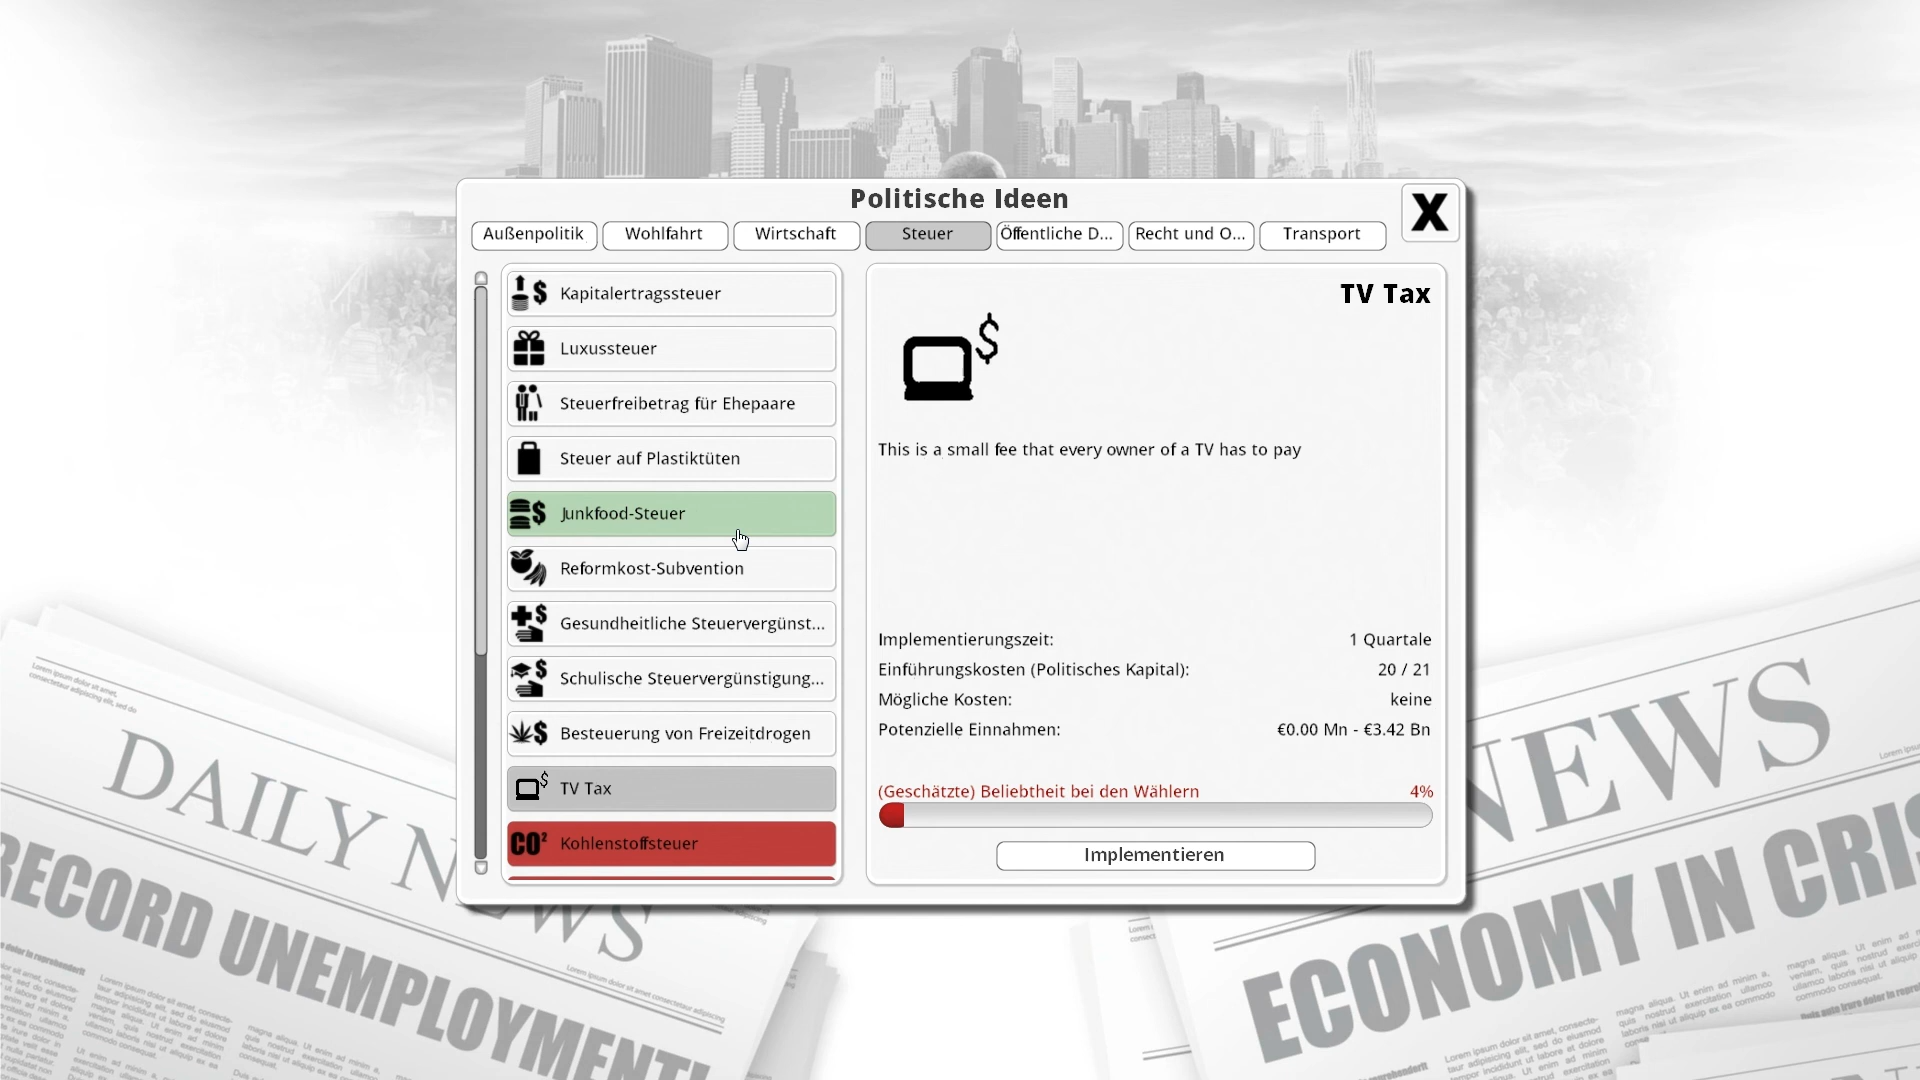 Politische Ideen
X
Außenpolitik
Wohlfahrt
Wirtschaft
Steuer
Öffentliche D...
Recht und O...
Transport
Kapitalertragssteuer
Luxussteuer
Steuerfreibetrag für Ehepaare
Steuer auf Plastiktüten
Junkfood-Steuer
Reformkost-Subvention
Gesundheitliche Steuervergünst...
Schulische Steuervergünstigung...
Besteuerung von Freizeitdrogen
TV Tax
CO² Kohlenstoffsteuer
TV Tax
This is a small fee that every owner of a TV has to pay
Implementierungszeit: 1 Quartale
Einführungskosten (Politisches Kapital): 20 / 21
Mögliche Kosten: keine
Potenzielle Einnahmen: €0.00 Mn - €3.42 Bn
(Geschätzte) Beliebtheit bei den Wählern 4%
Implementieren
DAILY NEWS
RECORD UNEMPLOYMENT!
NEWS
ECONOMY IN CRIS